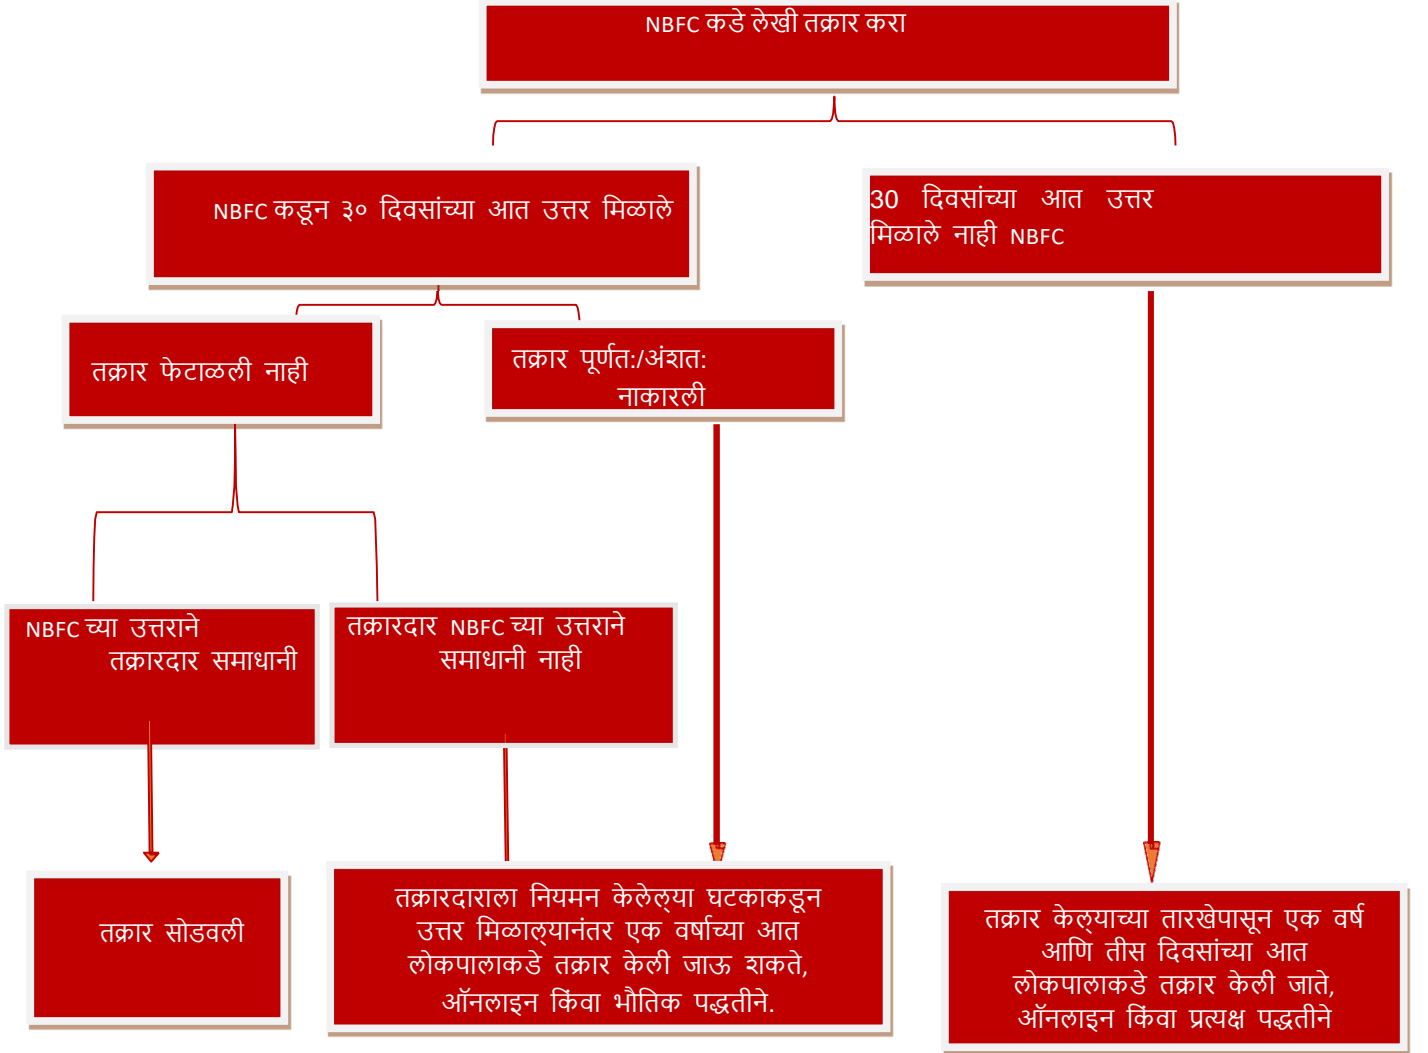 NBFC कडे लेखी तक्रार करा
NBFC कडून ३० दिवसांच्या आत उत्तर मिळाले
30 दिवसांच्या आत उत्तर
मिळाले नाही NBFC
तक्रार फेटाळली नाही
तक्रार पूर्णत:/अंशत:
नाकारली
NBFC च्या उत्तराने
तक्रारदार समाधानी
तक्रारदार NBFC च्या उत्तराने
समाधानी नाही
तक्रार सोडवली
तक्रारदाराला नियमन केलेल्या घटकाकडून
उत्तर मिळाल्यानंतर एक वर्षाच्या आत
लोकपालाकडे तक्रार केली जाऊ शकते,
ऑनलाइन किंवा भौतिक पद्धतीने.
तक्रार केल्याच्या तारखेपासून एक वर्ष
आणि तीस दिवसांच्या आत
लोकपालाकडे तक्रार केली जाते,
ऑनलाइन किंवा प्रत्यक्ष पद्धतीने